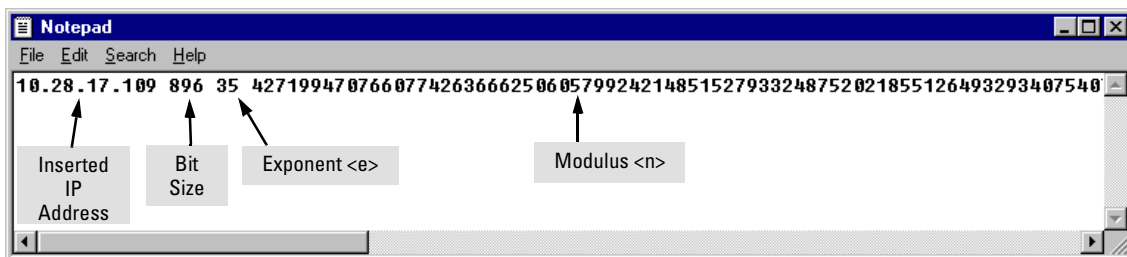 Notepad
File Edit Search Help
10.28.17.109 896 35 427199470766077426366625060579924214851527933248752021855126493293407540
Inserted IP Address
Bit Size
Exponent <e>
Modulus <n>